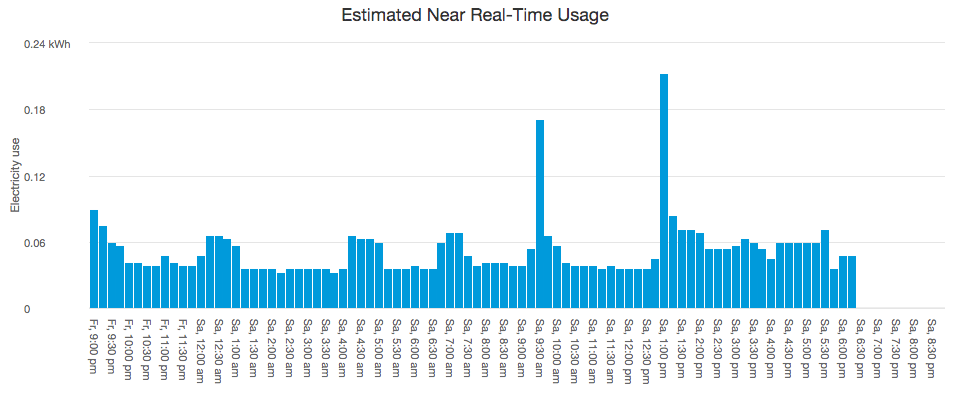 Estimated Near Real-Time Usage
0.24 kWh
0.18
0.12
0.06
0
Electricity use
Fr, 9:00 pm
Fr, 9:30 pm
Fr, 10:00 pm
Fr, 10:30 pm
Fr, 11:00 pm
Fr, 11:30 pm
Sa, 12:00 am
Sa, 12:30 am
Sa, 1:00 am
Sa, 1:30 am
Sa, 2:00 am
Sa, 2:30 am
Sa, 3:00 am
Sa, 3:30 am
Sa, 4:00 am
Sa, 4:30 am
Sa, 5:00 am
Sa, 5:30 am
Sa, 6:00 am
Sa, 6:30 am
Sa, 7:00 am
Sa, 7:30 am
Sa, 8:00 am
Sa, 8:30 am
Sa, 9:00 am
Sa, 9:30 am
Sa, 10:00 am
Sa, 10:30 am
Sa, 11:00 am
Sa, 11:30 am
Sa, 12:00 pm
Sa, 12:30 pm
Sa, 1:00 pm
Sa, 1:30 pm
Sa, 2:00 pm
Sa, 2:30 pm
Sa, 3:00 pm
Sa, 3:30 pm
Sa, 4:00 pm
Sa, 4:30 pm
Sa, 5:00 pm
Sa, 5:30 pm
Sa, 6:00 pm
Sa, 6:30 pm
Sa, 7:00 pm
Sa, 7:30 pm
Sa, 8:00 pm
Sa, 8:30 pm